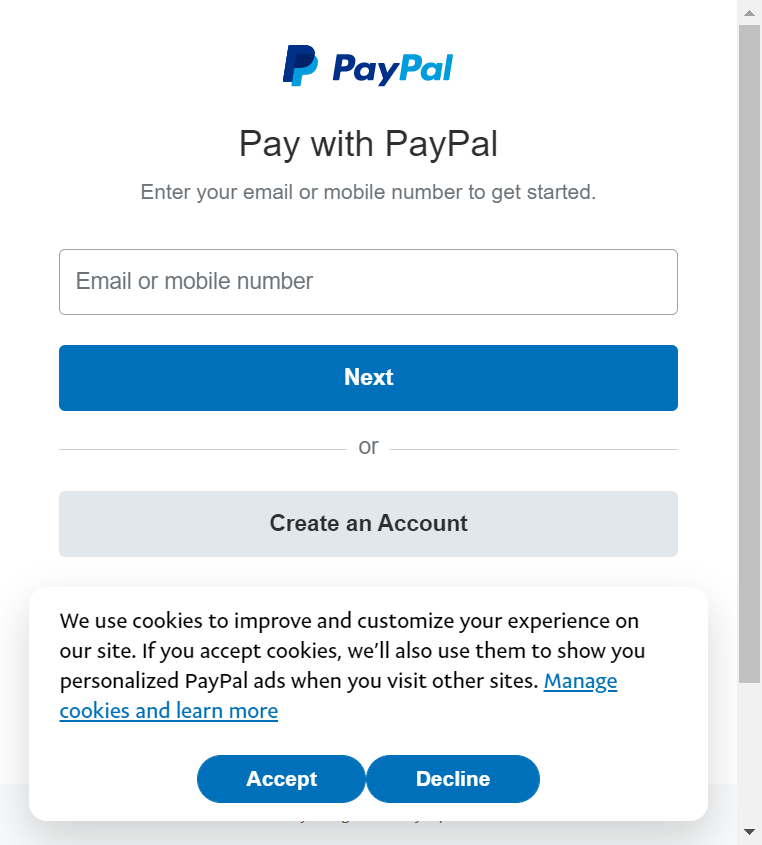 PayPal
Pay with PayPal
Enter your email or mobile number to get started.
Email or mobile number
Next
or
Create an Account
We use cookies to improve and customize your experience on
our site. If you accept cookies, we'll also use them to show you
personalized PayPal ads when you visit other sites. Manage
cookies and learn more
Accept
Decline